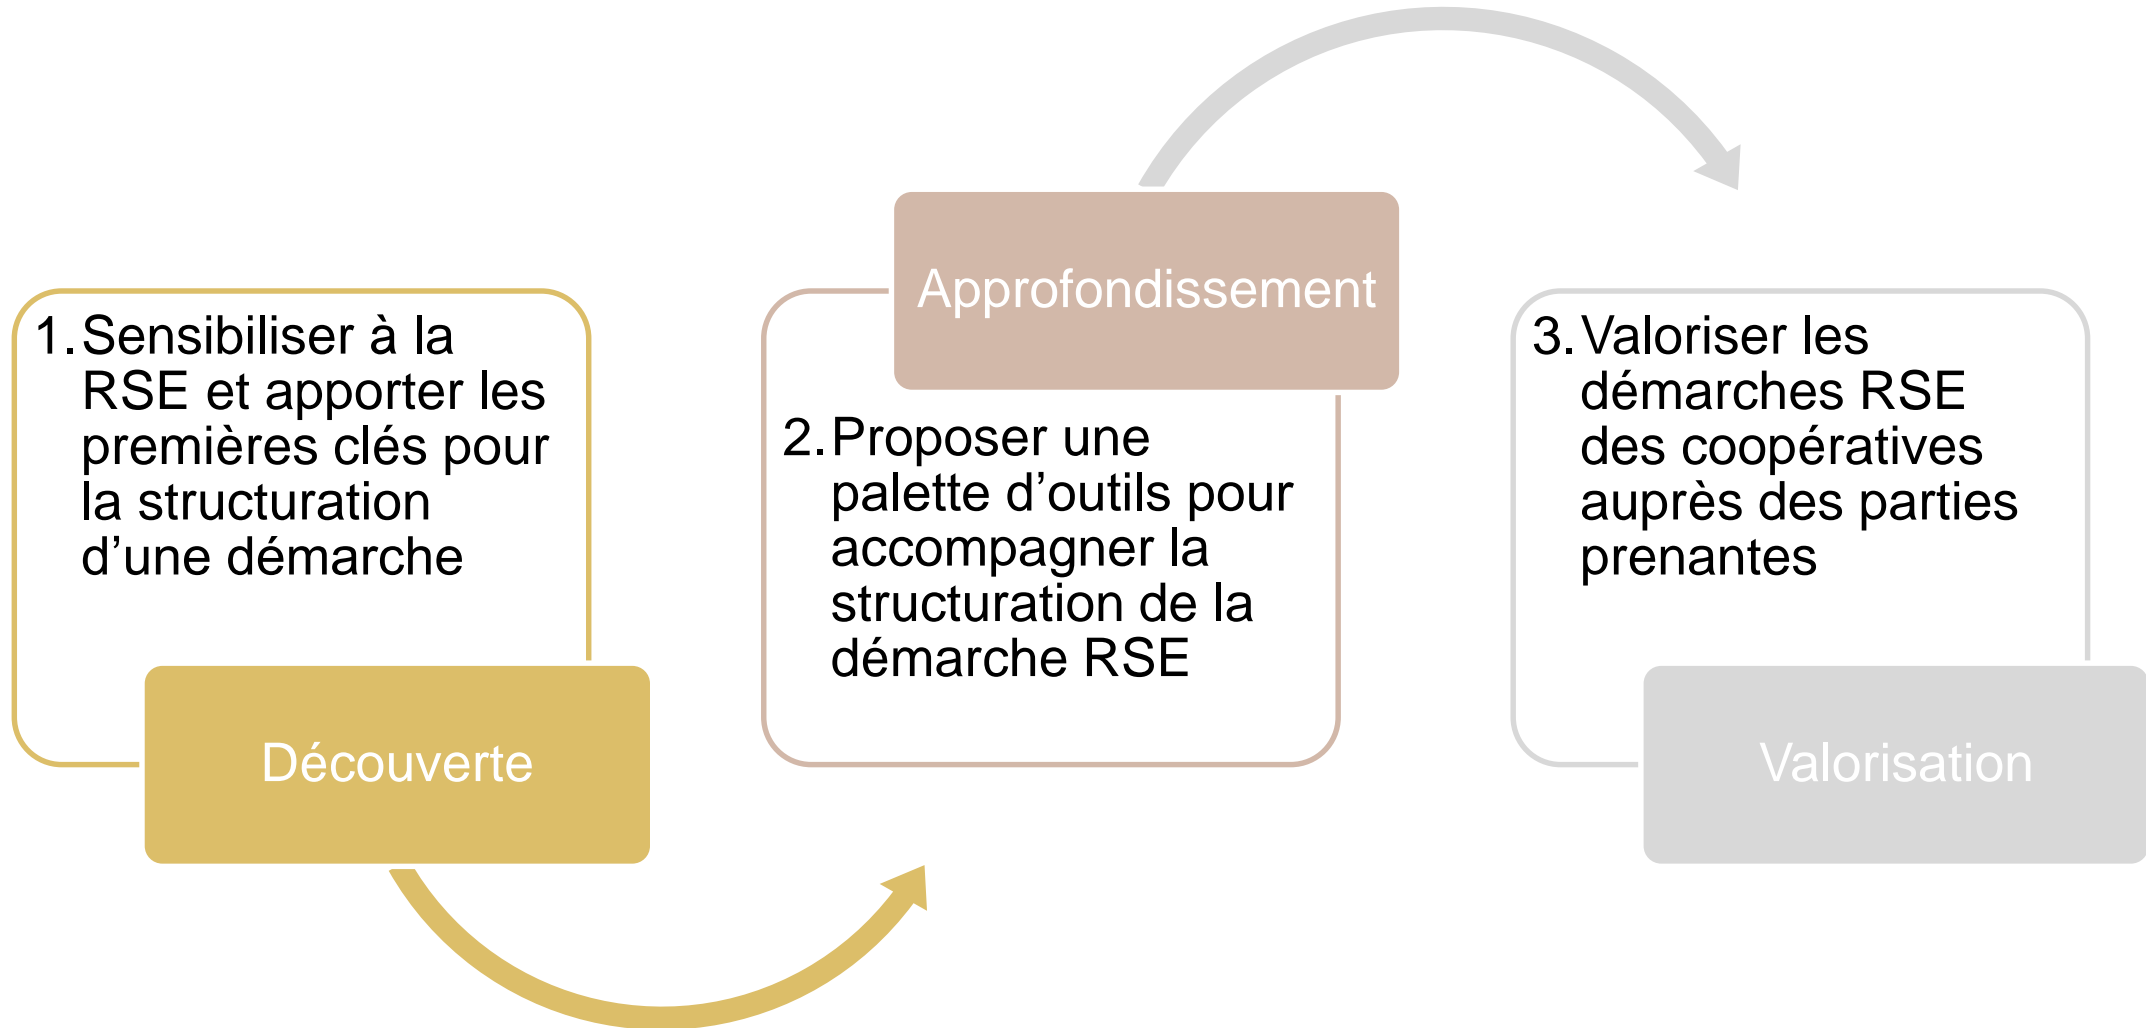 1. Sensibiliser à la
RSE et apporter les
premières clés pour
la structuration
d’une démarche
Découverte
Approfondissement
2. Proposer une
palette d’outils pour
accompagner la
structuration de la
démarche RSE
3. Valoriser les
démarches RSE
des coopératives
auprès des parties
prenantes
Valorisation